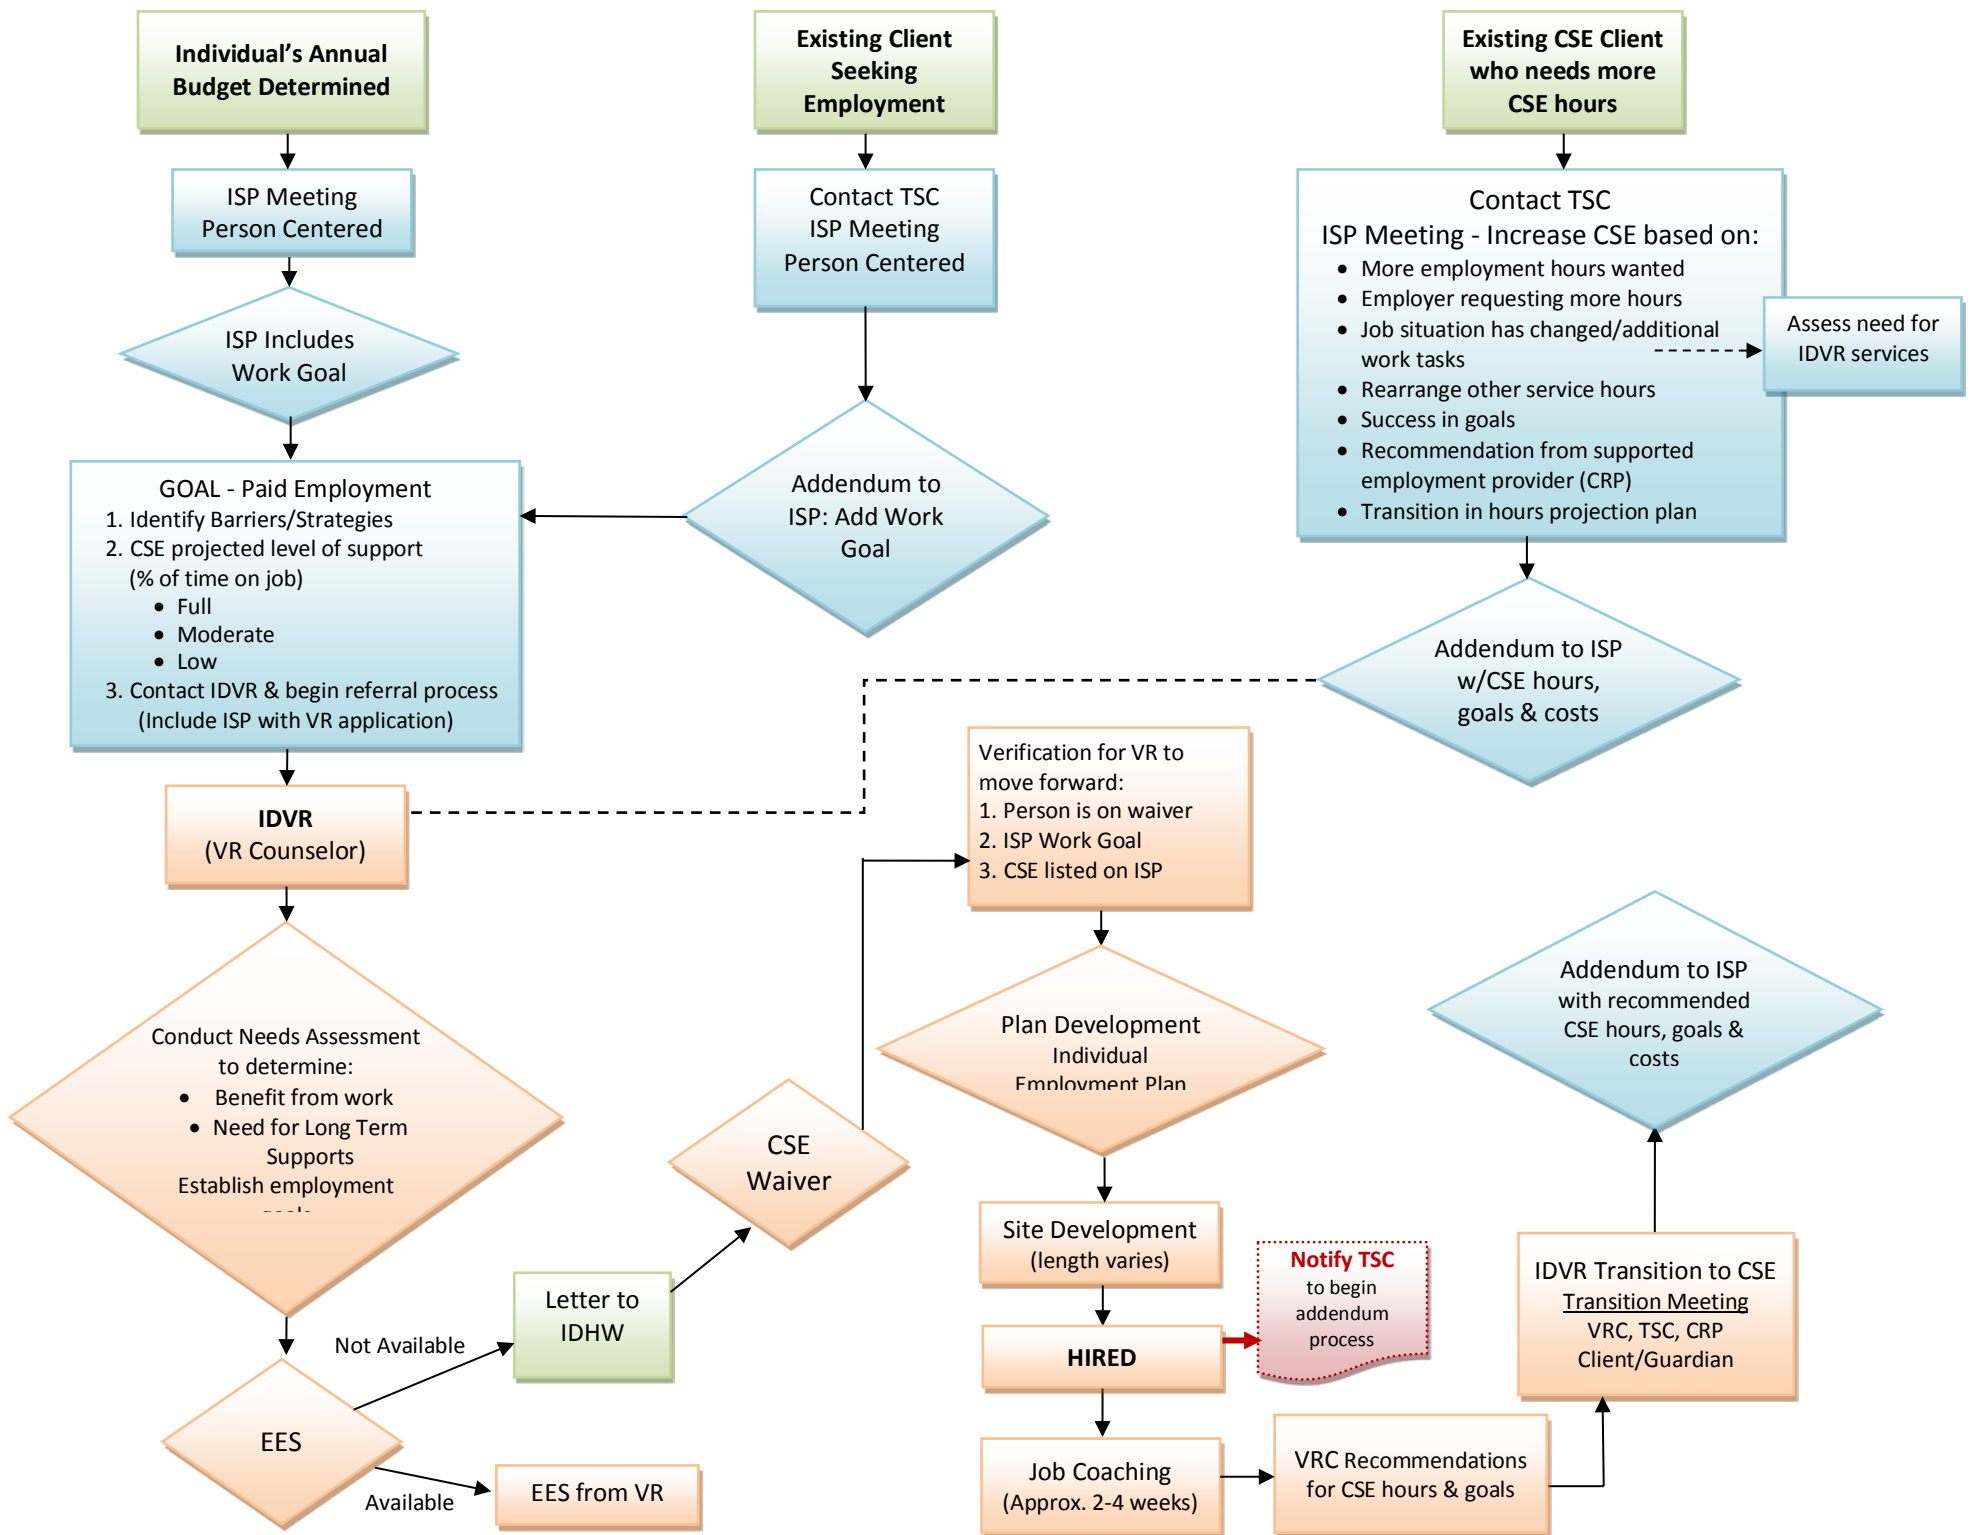 Individual’s Annual
Budget Determined
Existing Client
Seeking
Employment
Existing CSE Client
who needs more
CSE hours
ISP Meeting
Person Centered
Contact TSC
ISP Meeting
Person Centered
Contact TSC
ISP Meeting - Increase CSE based on:
• More employment hours wanted
• Employer requesting more hours
• Job situation has changed/additional
work tasks
• Rearrange other service hours
• Success in goals
• Recommendation from supported
employment provider (CRP)
• Transition in hours projection plan
Assess need for
IDVR services
ISP Includes
Work Goal
Addendum to
ISP: Add Work
Goal
GOAL - Paid Employment
1. Identify Barriers/Strategies
2. CSE projected level of support
(% of time on job)
• Full
• Moderate
• Low
3. Contact IDVR & begin referral process
(Include ISP with VR application)
Addendum to ISP
w/CSE hours,
goals & costs
IDVR
(VR Counselor)
Verification for VR to
move forward:
1. Person is on waiver
2. ISP Work Goal
3. CSE listed on ISP
Conduct Needs Assessment
to determine:
• Benefit from work
• Need for Long Term
Supports
Establish employment
Plan Development
Individual
Employment Plan
Addendum to ISP
with recommended
CSE hours, goals &
costs
CSE
Waiver
Site Development
(length varies)
Notify TSC
to begin
addendum
process
IDVR Transition to CSE
Transition Meeting
VRC, TSC, CRP
Client/Guardian
Letter to
IDHW
Not Available
HIRED
EES
Available
EES from VR
Job Coaching
(Approx. 2-4 weeks)
VRC Recommendations
for CSE hours & goals